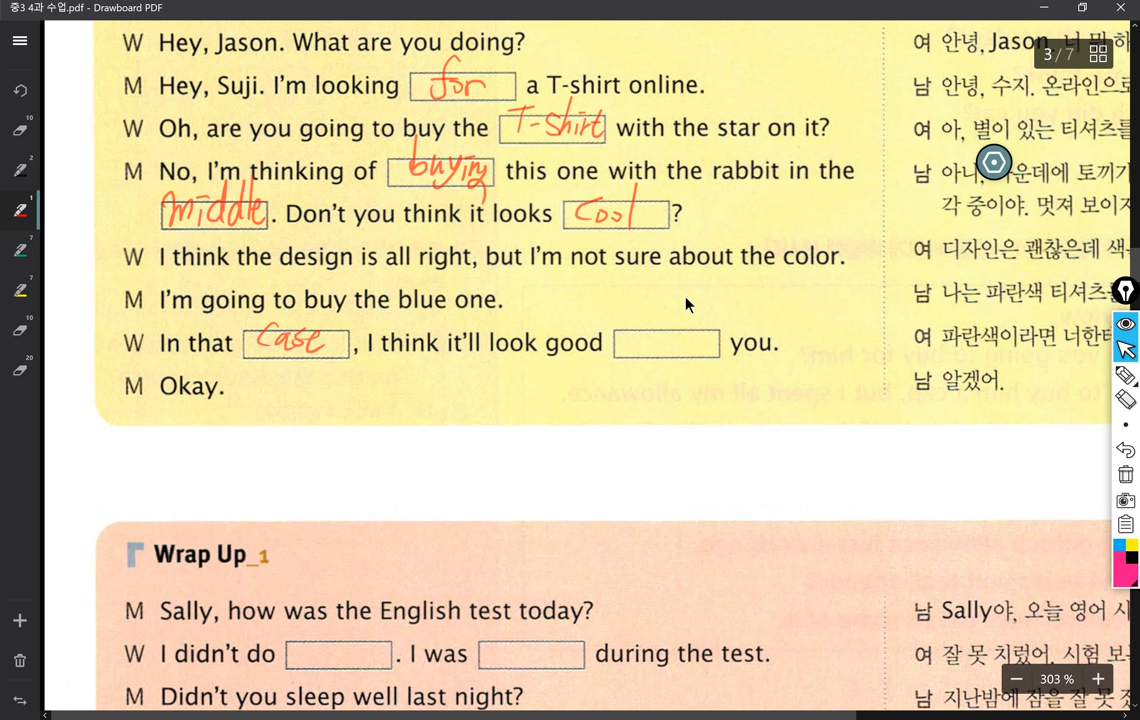 중3 4과 수업.pdf - Drawboard PDF
3 / 7
W Hey, Jason. What are you doing?
여 안녕, Jason,
M Hey, Suji. I'm looking for a T-shirt online.
남 안녕, 수지. 온라인으로
W Oh, are you going to buy the T-shirt with the star on it?
여 아, 별이 있는 티셔츠를
M No, I'm thinking of buying this one with the rabbit in the
남 아니, 가운데에 토끼가
middle. Don't you think it looks cool?
각 중이야. 멋져 보이지
W I think the design is all right, but I'm not sure about the color.
여 디자인은 괜찮은데 색
M I'm going to buy the blue one.
남 나는 파란색 티셔츠를
W In that case, I think it'll look good you.
여 파란색이라면 너한테
M Okay.
남 알겠어.
Wrap Up_1
M Sally, how was the English test today?
남 Sally야, 오늘 영어 시
W I didn't do . I was during the test.
여 잘 못 치렀어. 시험 보
M Didn't you sleep well last night?
남 지난밤에 잠을 잘 못
303 %
10
2
1
7
7
10
20